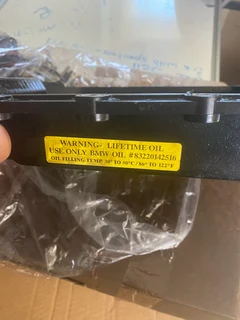 WARNING- LIFETIME OIL
USE ONLY BMW OIL #83220142516
OIL FILLING TEMP. 30° TO 50°C/86° TO 122°F